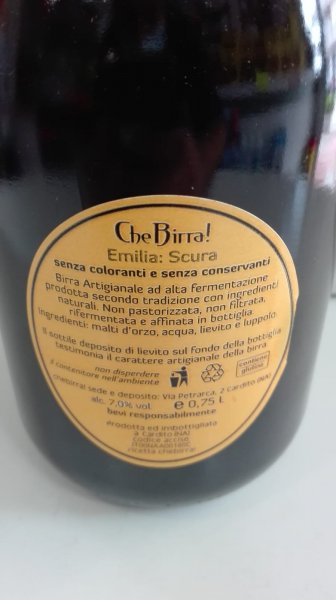 CheBirra!
Emilia: Scura
senza coloranti e senza conservanti
Birra Artigianale ad alta fermentazione
prodotta secondo tradizione con ingredienti
naturali. Non pastorizzata, non filtrata,
rifermentata e affinata in bottiglia.
Ingredienti: malti d'orzo, acqua, lievito e luppolo.
Il sottile deposito di lievito sul fondo della bottiglia
testimonia il carattere artigianale della birra
non disperdere
il contenitore nell'ambiente
contiene
glutine
chebirra! sede e deposito: Via Petrarca, 2 Cardito (NA)
alc. 7.0% vol e 0,75 L
bevi responsabilmente
prodotta ed imbottigliata
a Cardito (NA)
codice accise
ricetta chebirra!